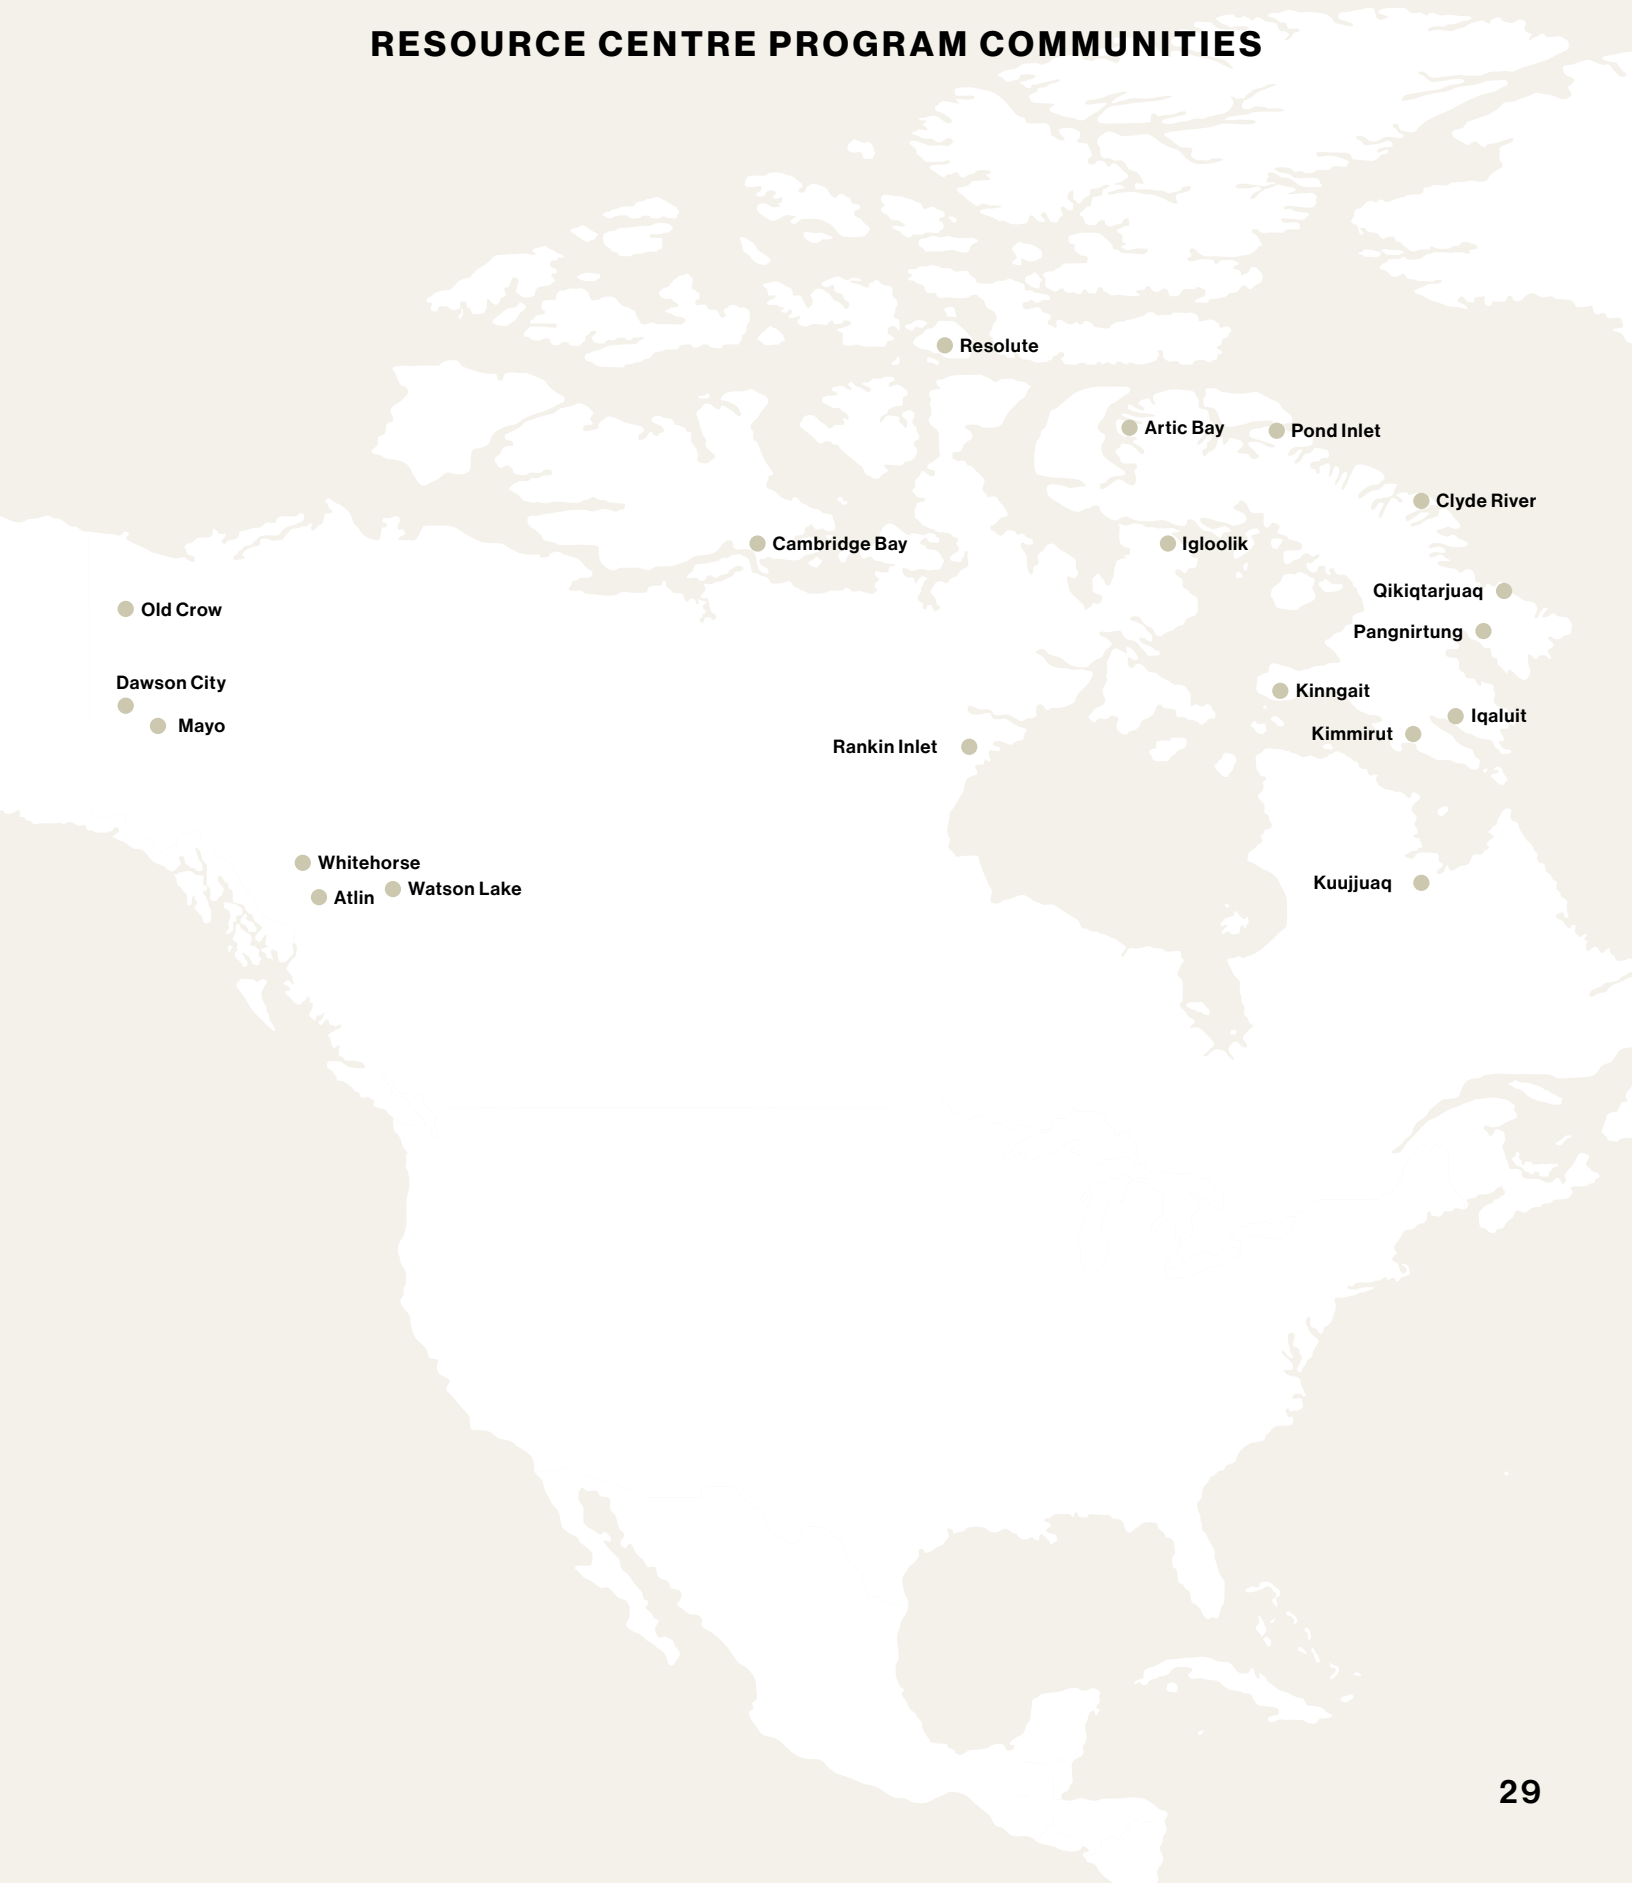 RESOURCE CENTRE PROGRAM COMMUNITIES
Resolute
Artic Bay
Pond Inlet
Clyde River
Cambridge Bay
Igloolik
Qikiqtarjuaq
Old Crow
Pangnirtung
Dawson City
Kinngait
Iqaluit
Mayo
Kimmirut
Rankin Inlet
Whitehorse
Kuujjuaq
Watson Lake
Atlin
29